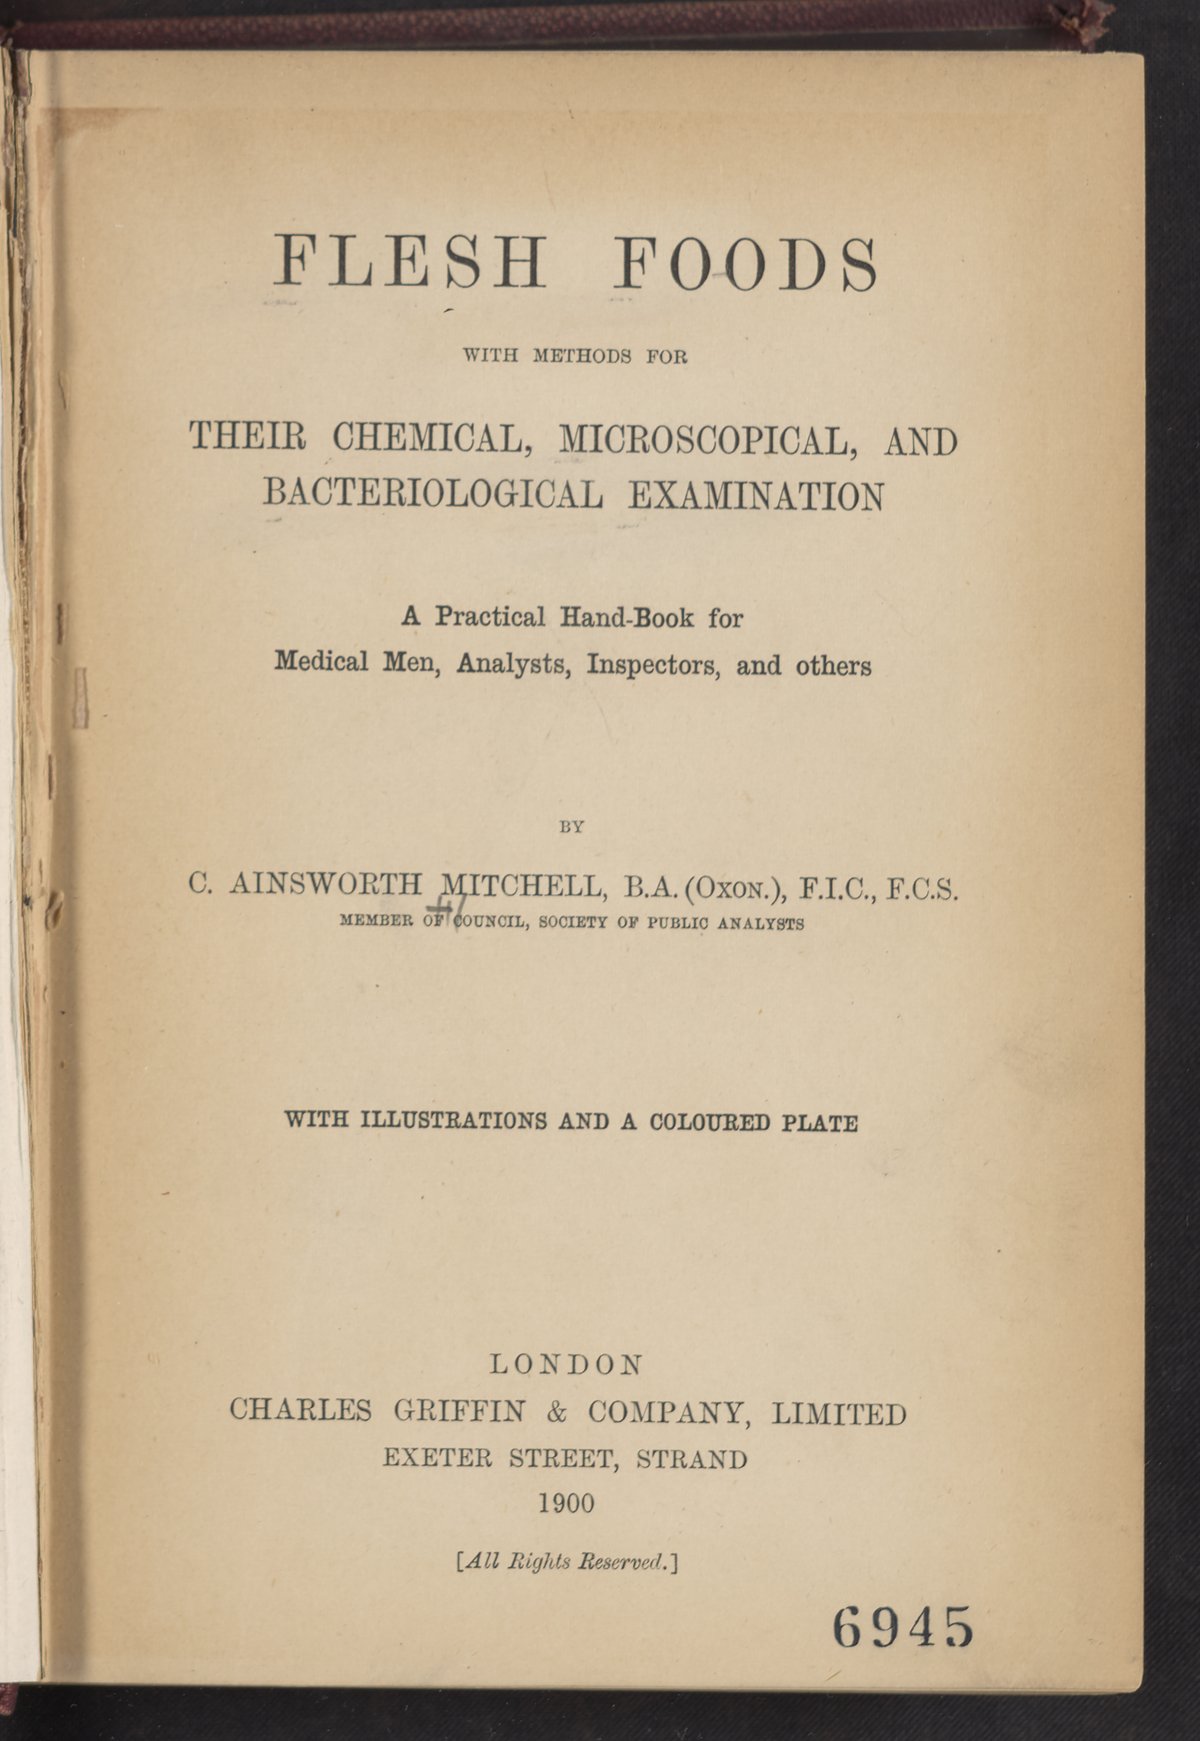 FLESH FOODS
WITH METHODS FOR
THEIR CHEMICAL, MICROSCOPICAL, AND
BACTERIOLOGICAL EXAMINATION
A Practical Hand-Book for
Medical Men, Analysts, Inspectors, and others
BY
C. AINSWORTH MITCHELL, B.A. (OXON.), F.I.C., F.C.S.
MEMBER OF COUNCIL, SOCIETY OF PUBLIC ANALYSTS
WITH ILLUSTRATIONS AND A COLOURED PLATE
LONDON
CHARLES GRIFFIN & COMPANY, LIMITED
EXETER STREET, STRAND
1900
[All Rights Reserved.]
6945